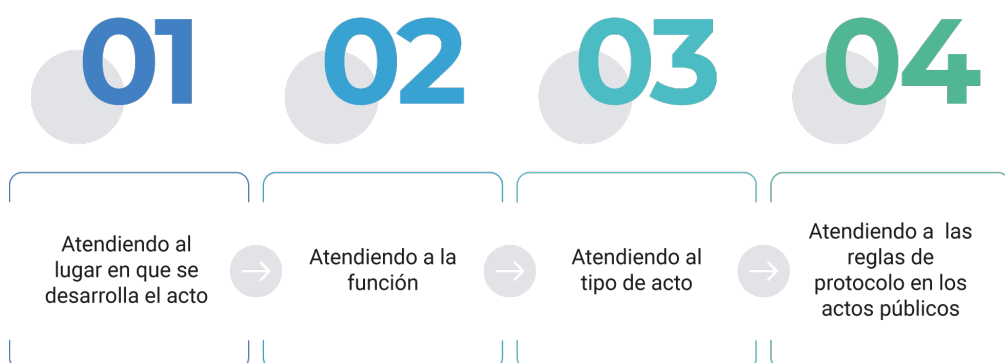 01
02
03
04
Atendiendo al
lugar en que se
desarrolla el acto
Atendiendo a la
función
Atendiendo al
tipo de acto
Atendiendo a las
reglas de
protocolo en los
actos públicos